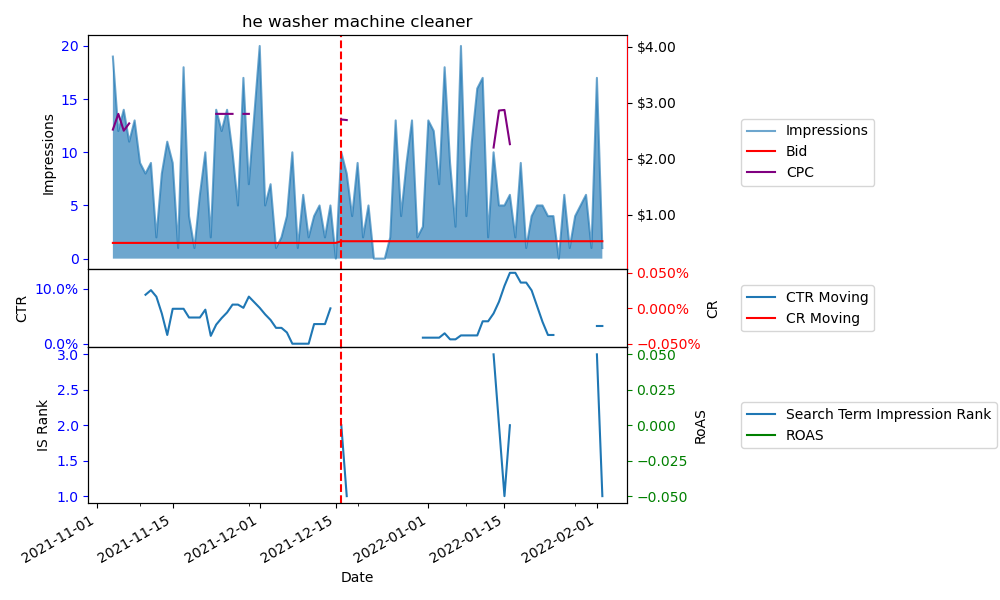 he washer machine cleaner
20
15
10
5
0
Impressions
$4.00
$3.00
$2.00
$1.00
Impressions
Bid
CPC
10.0%
0.0%
CTR
0.050%
0.000%
−0.050%
CR
CTR Moving
CR Moving
3.0
2.5
2.0
1.5
1.0
IS Rank
0.050
0.025
0.000
−0.025
−0.050
RoAS
Search Term Impression Rank
ROAS
2021-11-01
2021-11-15
2021-12-01
2021-12-15
2022-01-01
2022-01-15
2022-02-01
Date